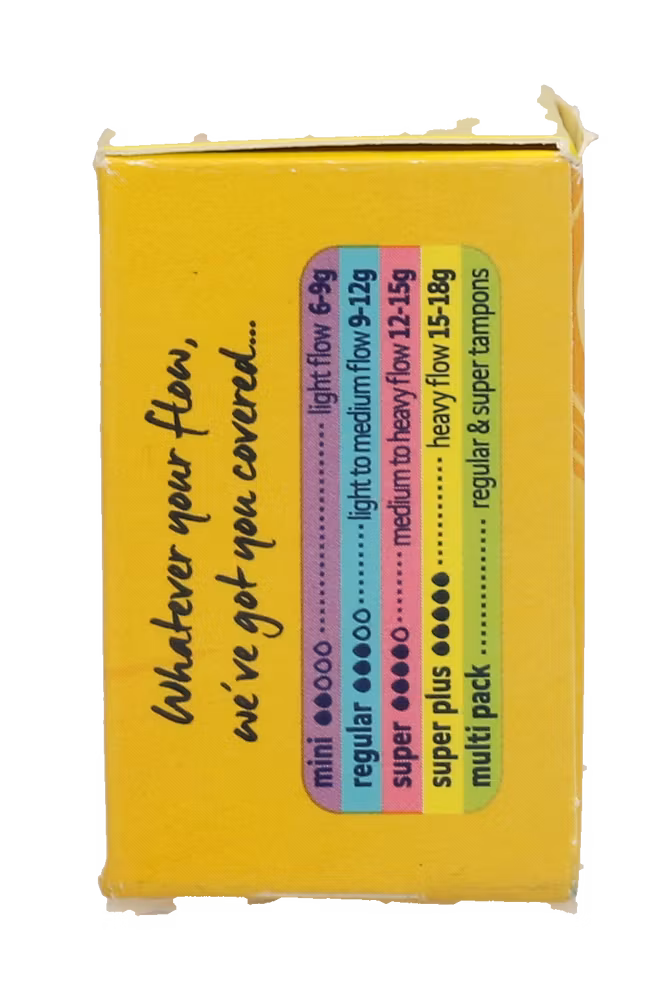 Whatever your flow,
we've got you covered...
mini light flow 6-9g
regular light to medium flow 9-12g
super medium to heavy flow 12-15g
super plus heavy flow 15-18g
multi pack regular & super tampons